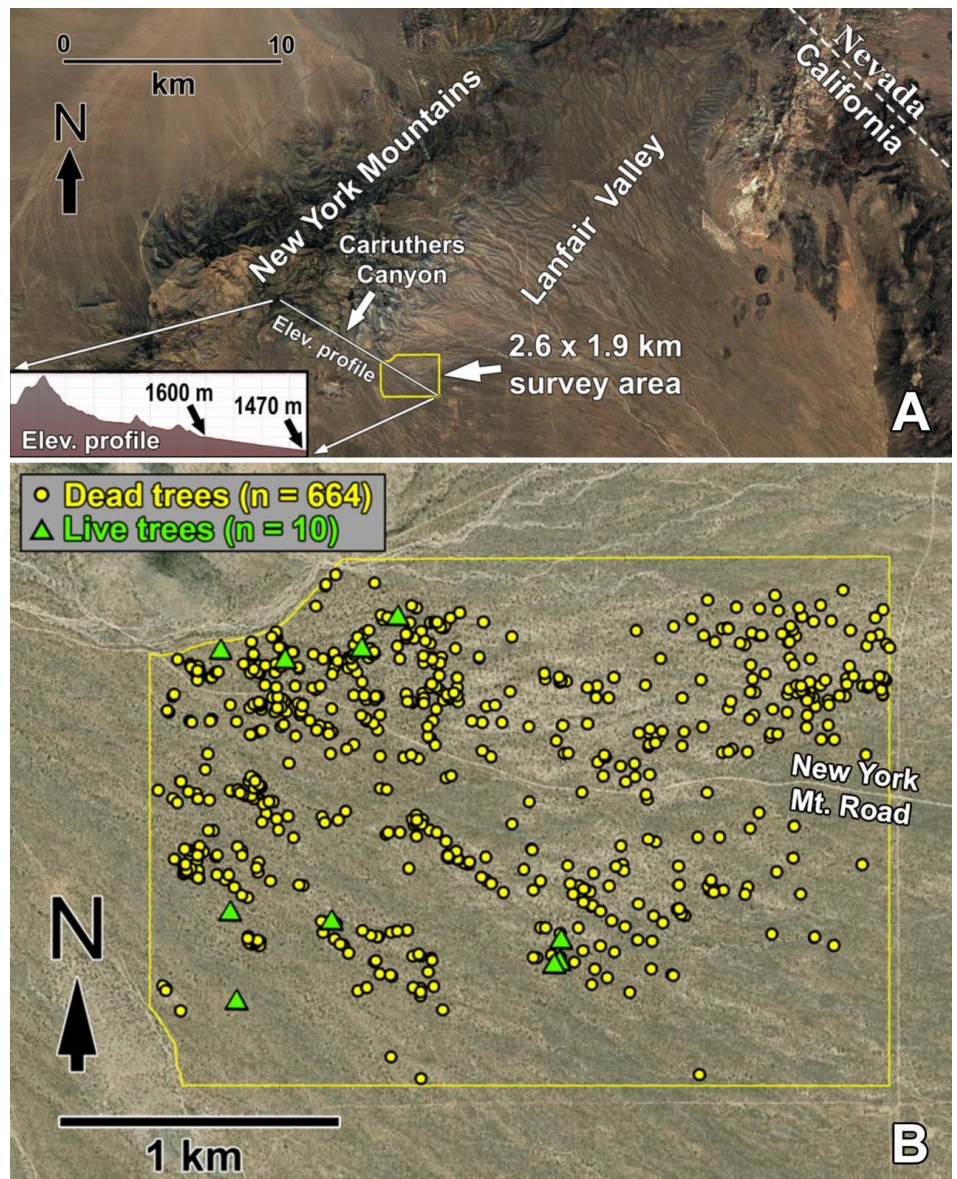 0 10
km
N
New York Mountains
Lanfair Valley
Nevada
California
Carruthers
Canyon
Elev. profile
2.6 x 1.9 km
survey area
1600 m
1470 m
Elev. profile
A
Dead trees (n = 664)
Live trees (n = 10)
New York
Mt. Road
N
1 km
B